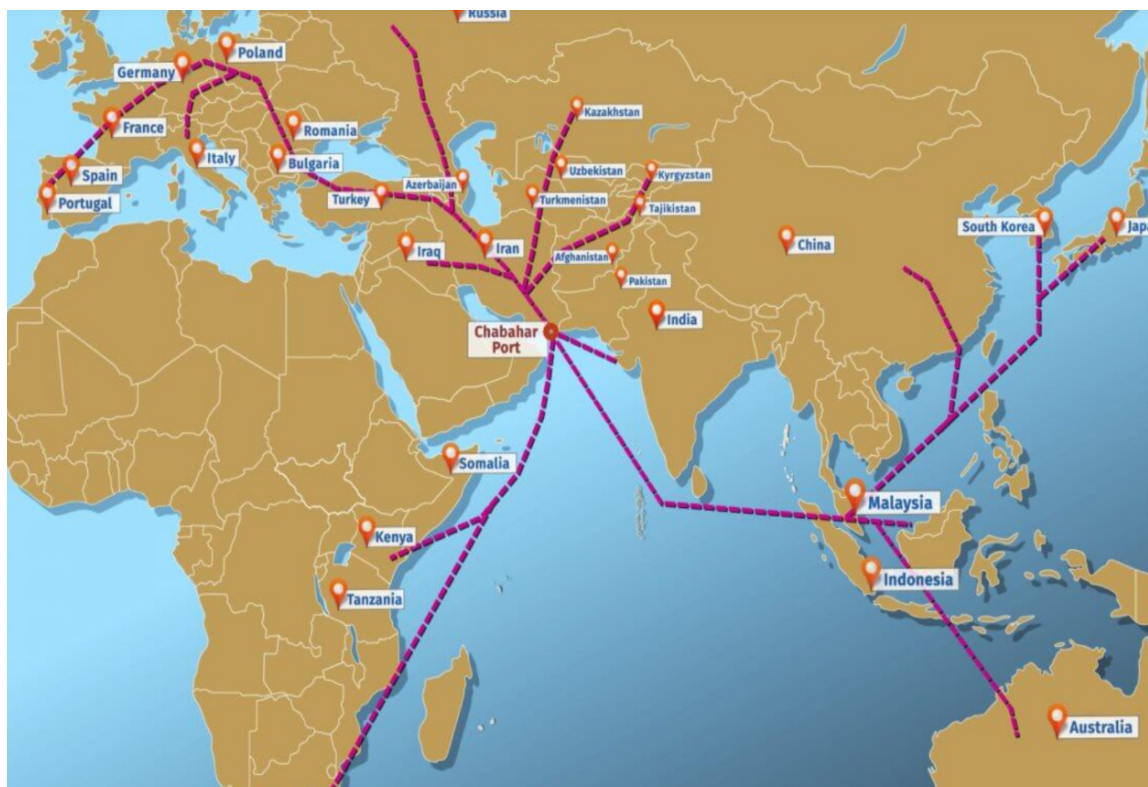 Russia
Poland
Germany
Kazakhstan
France
Romania
Italy
Bulgaria
Uzbekistan
Kyrgyzstan
Spain
Azerbaijan
Turkey
Turkmenistan
Portugal
Tajikistan
South Korea
Japa
Iraq
Iran
Afghanistan
China
Pakistan
India
Chabahar
Port
Somalia
Malaysia
Kenya
Indonesia
Tanzania
Australia